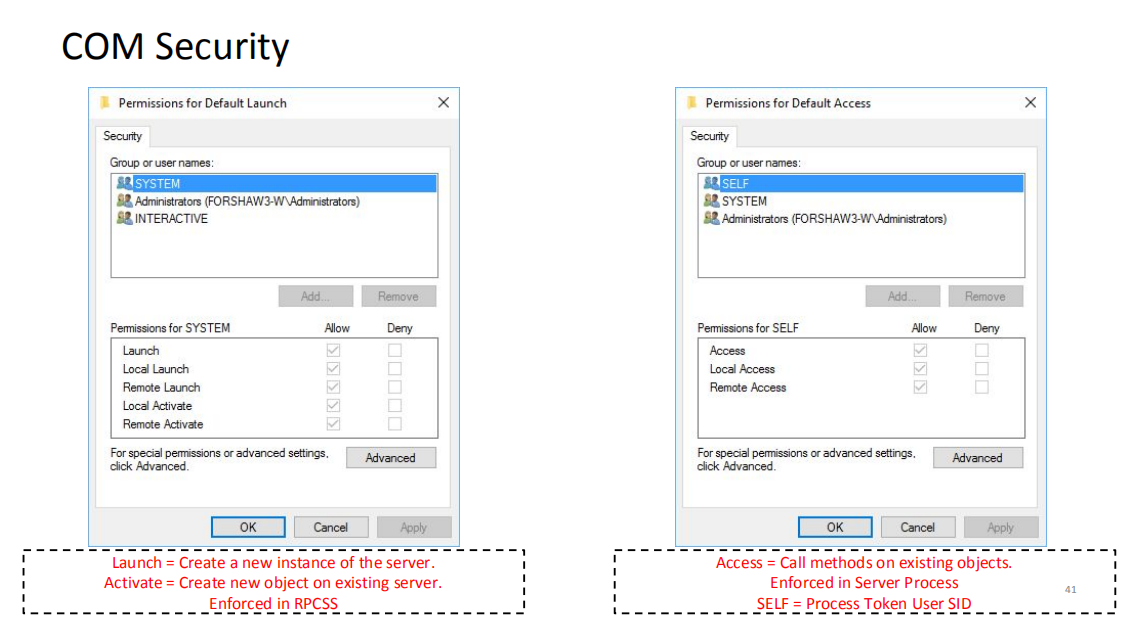 COM Security
Permissions for Default Launch
Security
Group or user names:
SYSTEM
Administrators (FORSHAW3-W\Administrators)
INTERACTIVE
Add...
Remove
Permissions for SYSTEM Allow Deny
Launch
Local Launch
Remote Launch
Local Activate
Remote Activate
For special permissions or advanced settings,
click Advanced.
Advanced
OK
Cancel
Apply
Launch = Create a new instance of the server.
Activate = Create new object on existing server.
Enforced in RPCSS
Permissions for Default Access
Security
Group or user names:
SELF
SYSTEM
Administrators (FORSHAW3-W\Administrators)
Add...
Remove
Permissions for SELF Allow Deny
Access
Local Access
Remote Access
For special permissions or advanced settings,
click Advanced.
Advanced
OK
Cancel
Apply
Access = Call methods on existing objects.
Enforced in Server Process
SELF = Process Token User SID
41